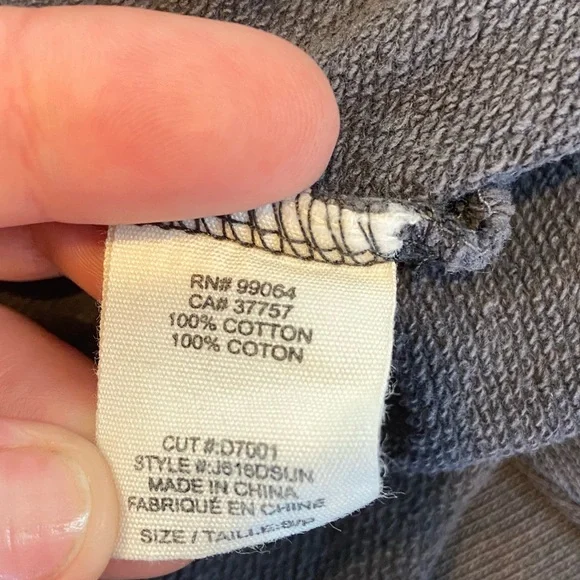 RN# 99064
CA# 37757
100% COTTON
100% COTON
CUT #:D7001
STYLE #:J616DSUN
MADE IN CHINA
FABRIQUÉ EN CHINE
SIZE / TAILLE:S/P